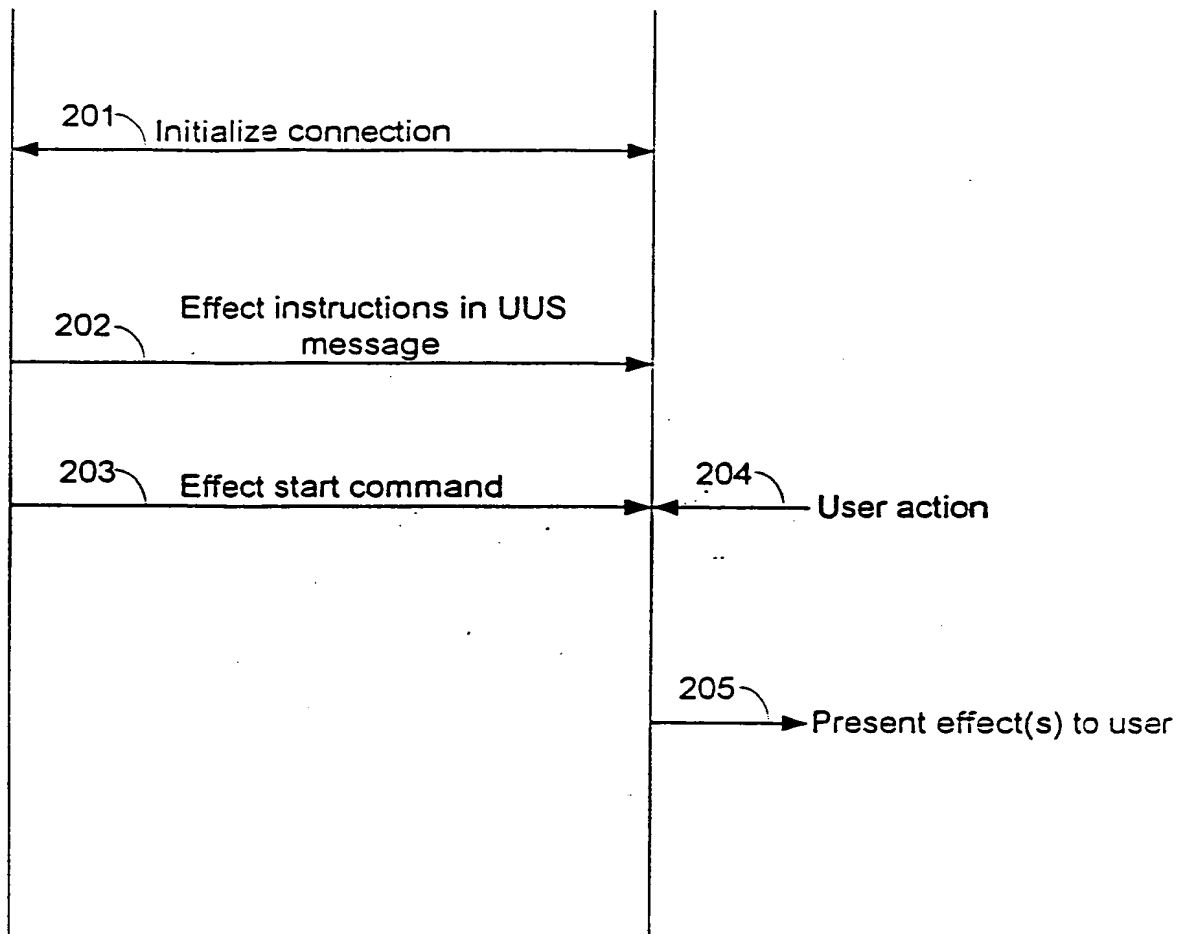 201
Initialize connection
202
Effect instructions in UUS
message
203
Effect start command
204
User action
205
Present effect(s) to user